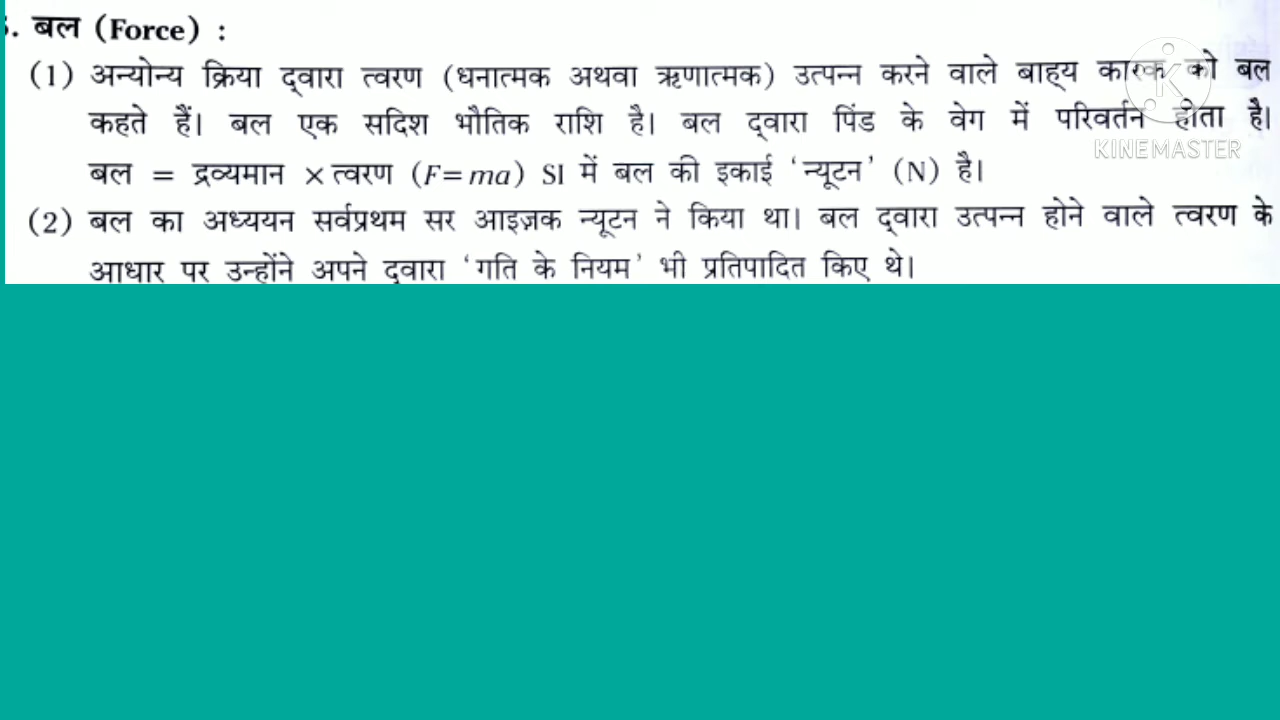 . बल (Force) :
(1) अन्योन्य क्रिया द्‌वारा त्वरण (धनात्मक अथवा ऋणात्मक) उत्पन्न करने वाले बाह्‌य कारक को बल
कहते हैं। बल एक सदिश भौतिक राशि है। बल द्‌वारा पिंड के वेग में परिवर्तन होता है।
बल = द्रव्यमान × त्वरण (F=ma) SI में बल की इकाई ‘न्यूटन’ (N) है।
(2) बल का अध्ययन सर्वप्रथम सर आइज़क न्यूटन ने किया था। बल द्‌वारा उत्पन्न होने वाले त्वरण के
आधार पर उन्होंने अपने द्‌वारा ‘गति के नियम’ भी प्रतिपादित किए थे।
K
KINEMASTER